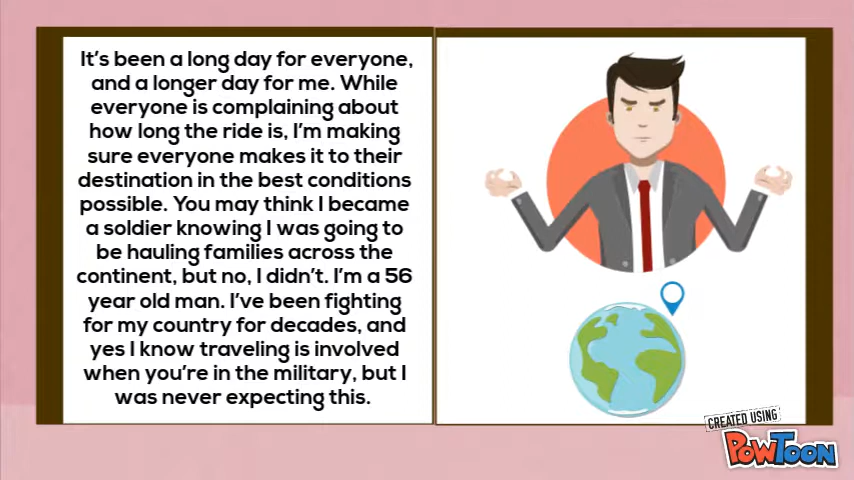 It's been a long day for everyone,
and a longer day for me. While
everyone is complaining about
how long the ride is, I'm making
sure everyone makes it to their
destination in the best conditions
possible. You may think I became
a soldier knowing I was going to
be hauling families across the
continent, but no, I didn't. I'm a 56
year old man. I've been fighting
for my country for decades, and
yes I know traveling is involved
when you're in the military, but I
was never expecting this.
CREATED USING
POWTOON